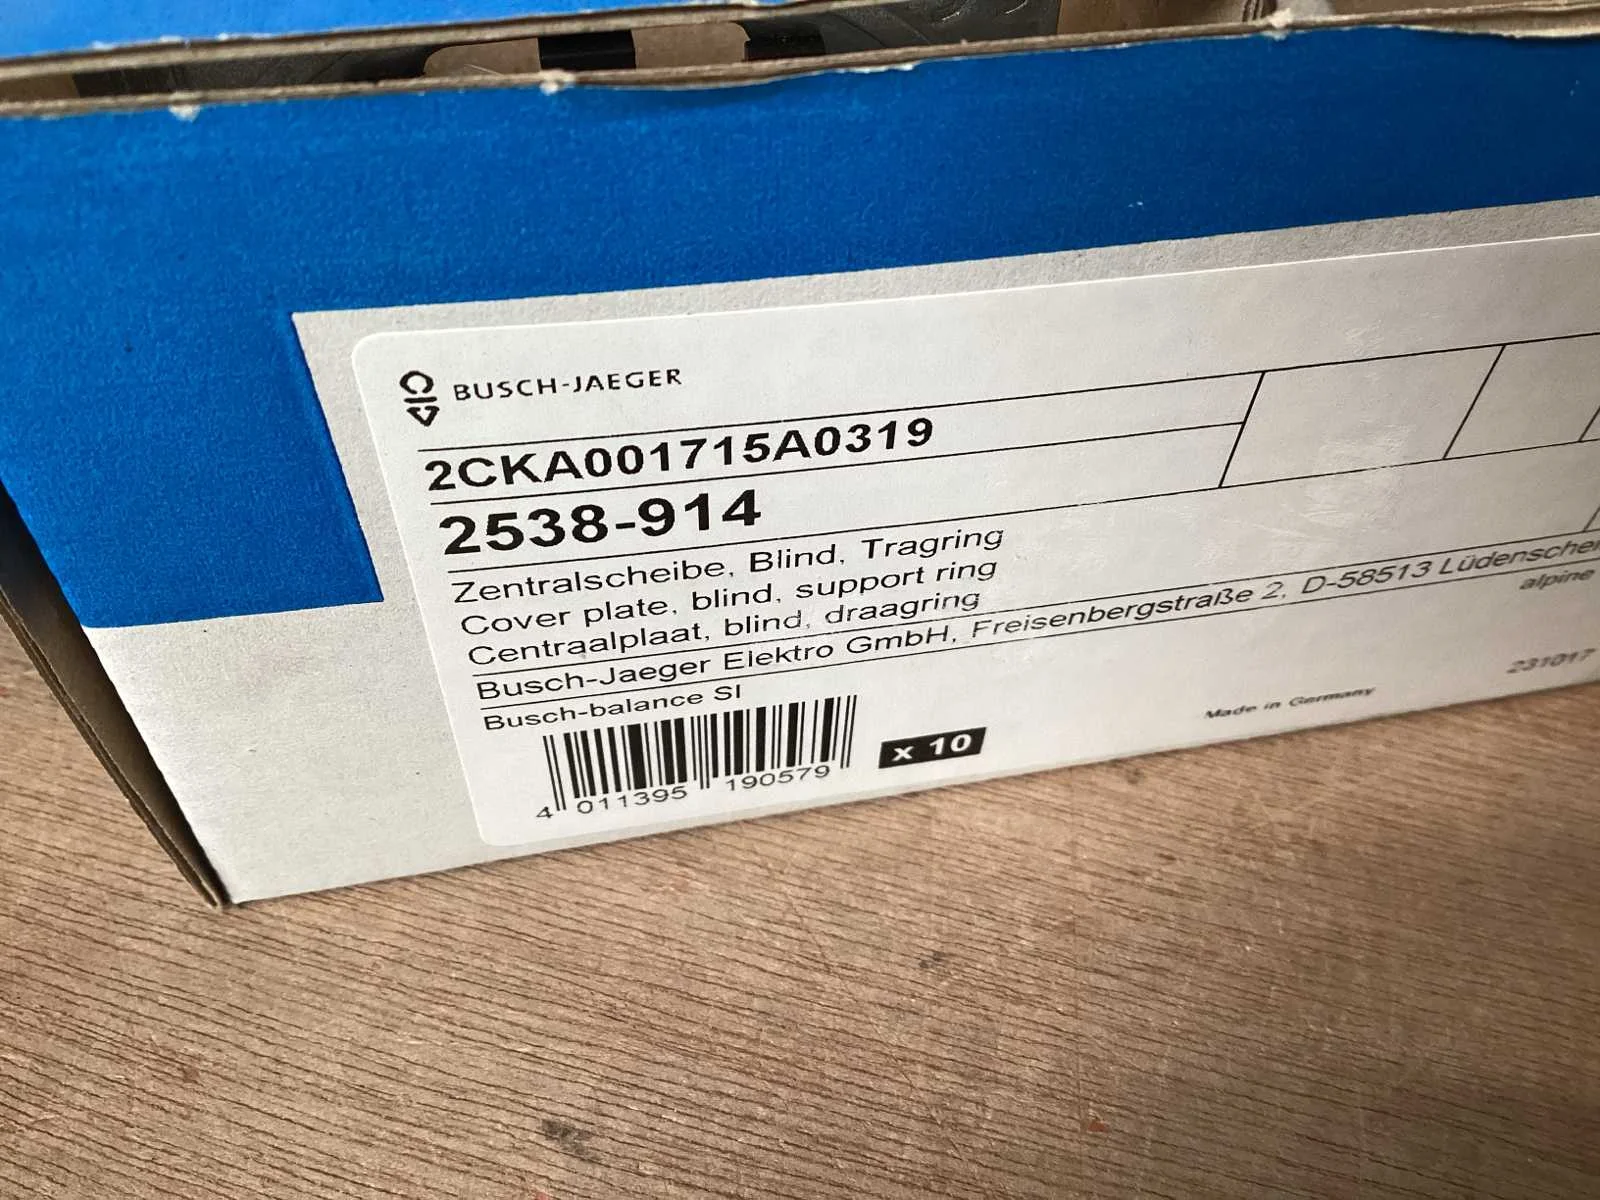 BUSCH-JAEGER
2CKA001715A0319
2538-914
Zentralscheibe, Blind, Tragring
Cover plate, blind, support ring
Centraalplaat, blind, draagring
Busch-Jaeger Elektro GmbH, Freisenbergstraße 2, D-58513 Lüdensche
Busch-balance SI
alpine
4 011395 190579
x 10
Made in Germany
231017